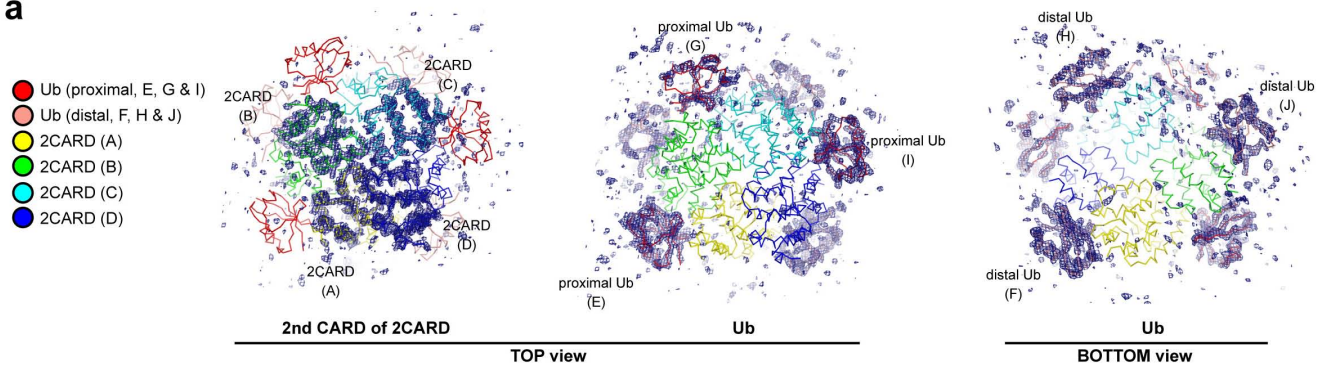 a
Ub (proximal, E, G & I)
Ub (distal, F, H & J)
2CARD (A)
2CARD (B)
2CARD (C)
2CARD (D)
2CARD
(B)
2CARD
(C)
2CARD
(D)
2CARD
(A)
2nd CARD of 2CARD
proximal Ub
(G)
proximal Ub
(I)
proximal Ub
(E)
Ub
TOP view
distal Ub
(H)
distal Ub
(J)
distal Ub
(F)
Ub
BOTTOM view